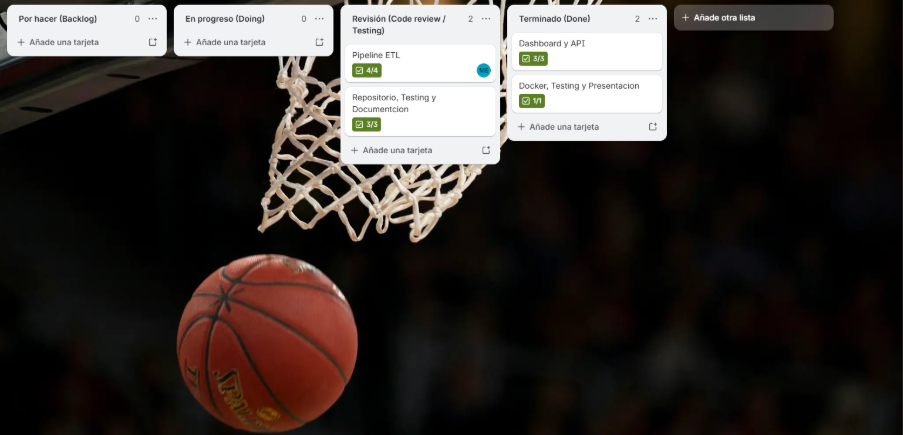 Por hacer (Backlog) 0
Añade una tarjeta
En progreso (Doing) 0
Añade una tarjeta
Revisión (Code review /
Testing) 2
Pipeline ETL
4/4
ME
Repositorio, Testing y
Documentcion
3/3
Añade una tarjeta
Terminado (Done) 2
Dashboard y API
3/3
Docker, Testing y Presentacion
1/1
Añade una tarjeta
Añade otra lista